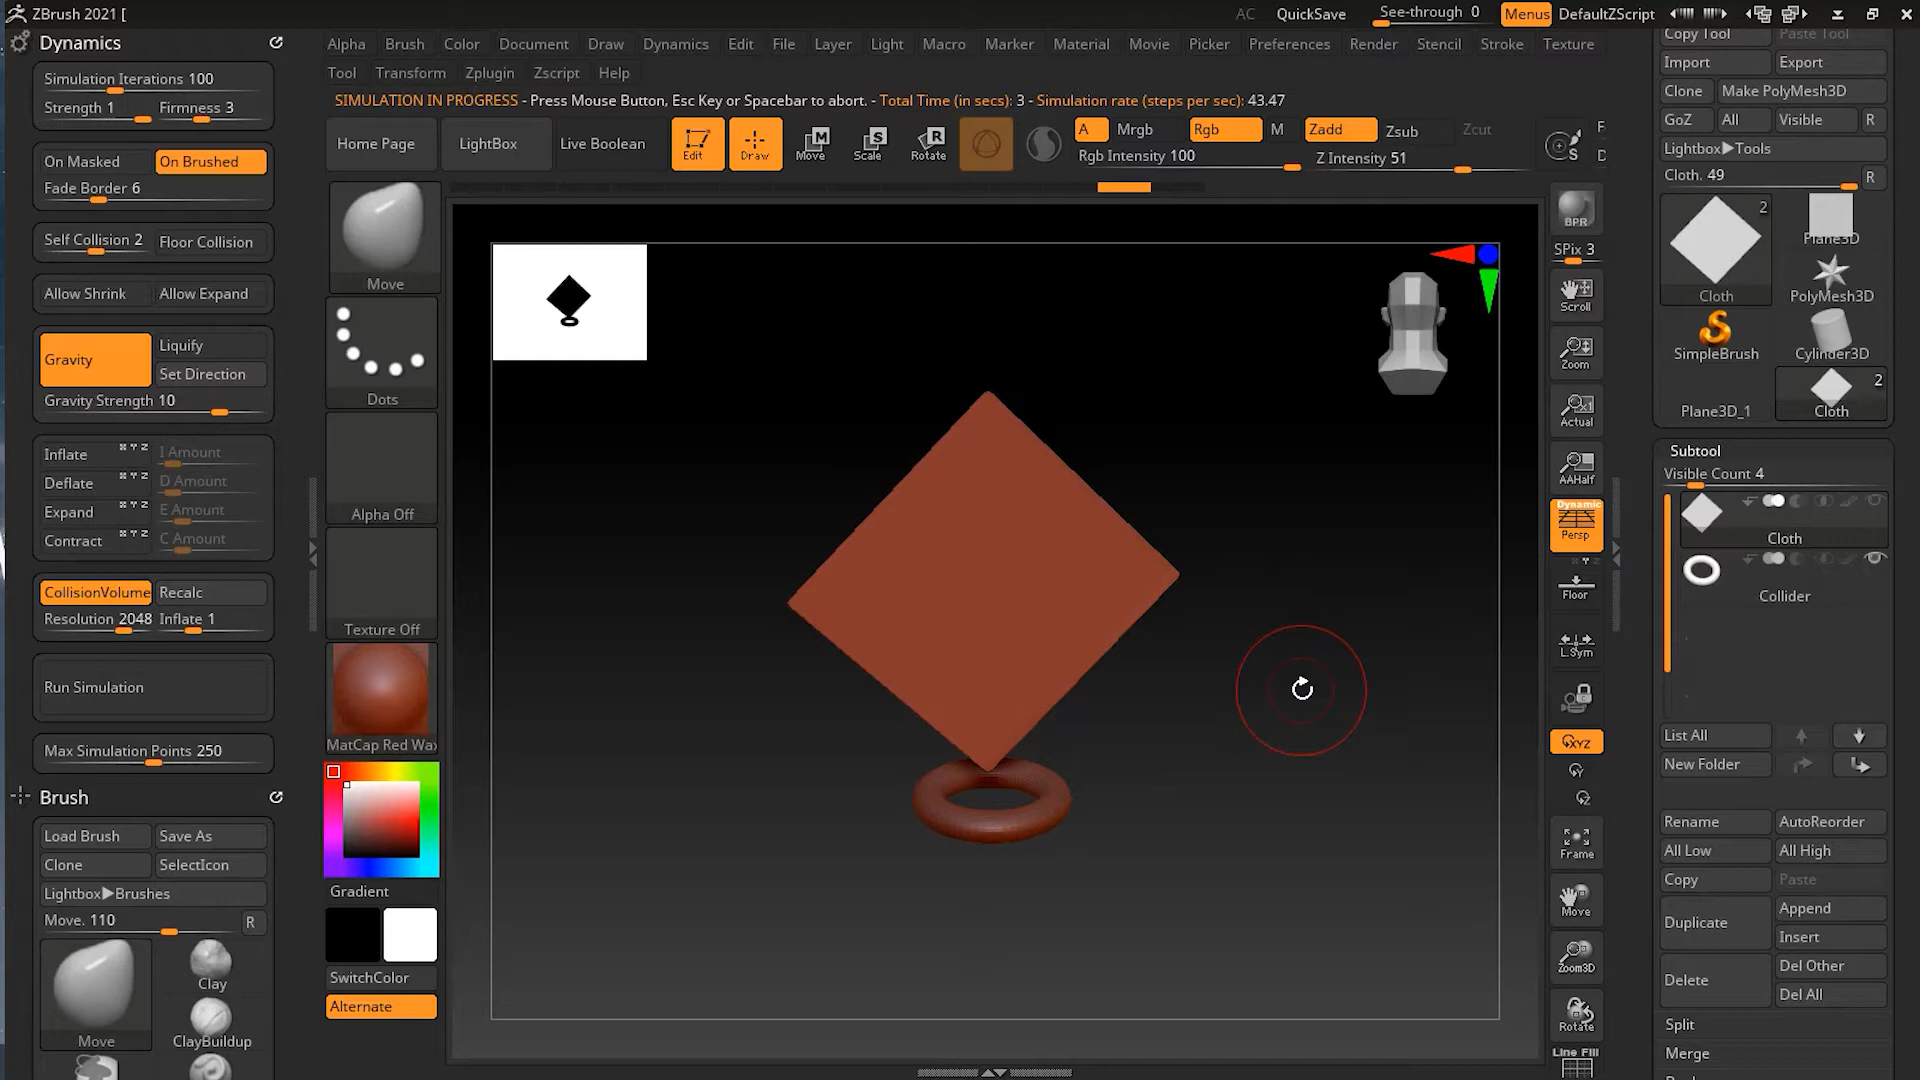 ZBrush 2021 [
AC QuickSave See-through 0 Menus DefaultZScript
Dynamics
Simulation Iterations 100
Strength 1 Firmness 3
On Masked On Brushed
Fade Border 6
Self Collision 2 Floor Collision
Allow Shrink Allow Expand
Gravity Liquify
Set Direction
Gravity Strength 10
Inflate X Y Z I Amount
Deflate X Y Z D Amount
Expand X Y Z E Amount
Contract X Y Z C Amount
CollisionVolume Recalc
Resolution 2048 Inflate 1
Run Simulation
Max Simulation Points 250
Brush
Load Brush Save As
Clone SelectIcon
Lightbox▶Brushes
Move. 110 R
Clay
Move ClayBuildup
Alpha Brush Color Document Draw Dynamics Edit File Layer Light Macro Marker Material Movie Picker Preferences Render Stencil Stroke Texture
Tool Transform Zplugin Zscript Help
SIMULATION IN PROGRESS - Press Mouse Button, Esc Key or Spacebar to abort. - Total Time (in secs): 3 - Simulation rate (steps per sec): 43.47
Home Page LightBox Live Boolean Edit Draw Move Scale Rotate
M S R
A Mrgb Rgb M Zadd Zsub Zcut
Rgb Intensity 100 Z Intensity 51
S
F
D
Move
Dots
Alpha Off
Texture Off
MatCap Red Wax
Gradient
SwitchColor
Alternate
BPR
SPix 3
Scroll
Zoom
Actual
AAHalf
Dynamic
Persp
X Y Z
Floor
L.Sym
XYZ
Y
Z
Frame
Move
Zoom3D
Rotate
Line Fill
Copy Tool Paste Tool
Import Export
Clone Make PolyMesh3D
GoZ All Visible R
Lightbox▶Tools
Cloth. 49 R
2
Plane3D
Cloth PolyMesh3D
SimpleBrush Cylinder3D
2
Plane3D_1 Cloth
Subtool
Visible Count 4
Cloth
Collider
List All
New Folder
Rename AutoReorder
All Low All High
Copy Paste
Duplicate Append
Insert
Delete Del Other
Del All
Split
Merge